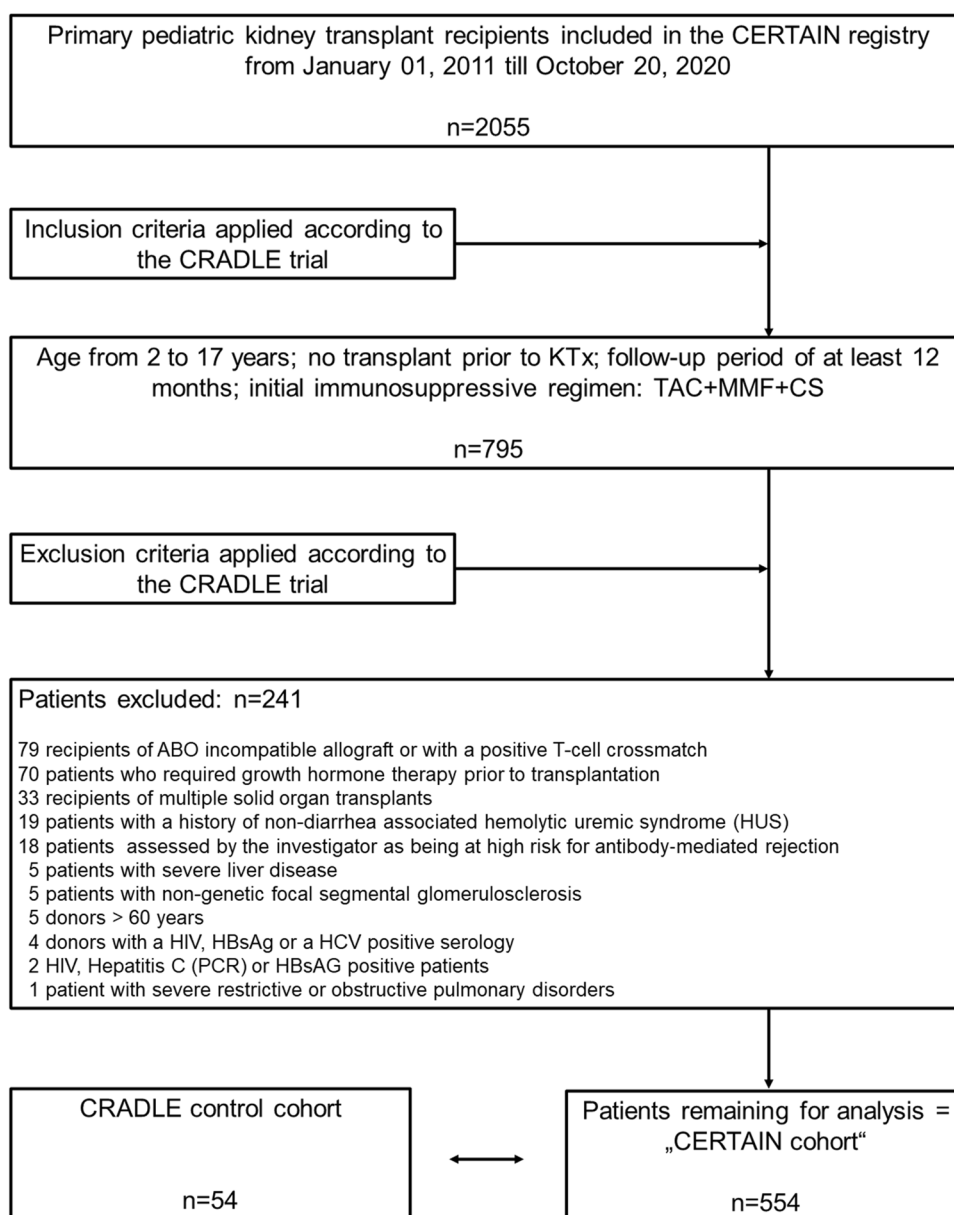 Primary pediatric kidney transplant recipients included in the CERTAIN registry
from January 01, 2011 till October 20, 2020
n=2055
Inclusion criteria applied according to
the CRADLE trial
Age from 2 to 17 years; no transplant prior to KTx; follow-up period of at least 12
months; initial immunosuppressive regimen: TAC+MMF+CS
n=795
Exclusion criteria applied according to
the CRADLE trial
Patients excluded: n=241
79 recipients of ABO incompatible allograft or with a positive T-cell crossmatch
70 patients who required growth hormone therapy prior to transplantation
33 recipients of multiple solid organ transplants
19 patients with a history of non-diarrhea associated hemolytic uremic syndrome (HUS)
18 patients assessed by the investigator as being at high risk for antibody-mediated rejection
5 patients with severe liver disease
5 patients with non-genetic focal segmental glomerulosclerosis
5 donors > 60 years
4 donors with a HIV, HBsAg or a HCV positive serology
2 HIV, Hepatitis C (PCR) or HBsAG positive patients
1 patient with severe restrictive or obstructive pulmonary disorders
CRADLE control cohort
n=54
Patients remaining for analysis =
„CERTAIN cohort“
n=554